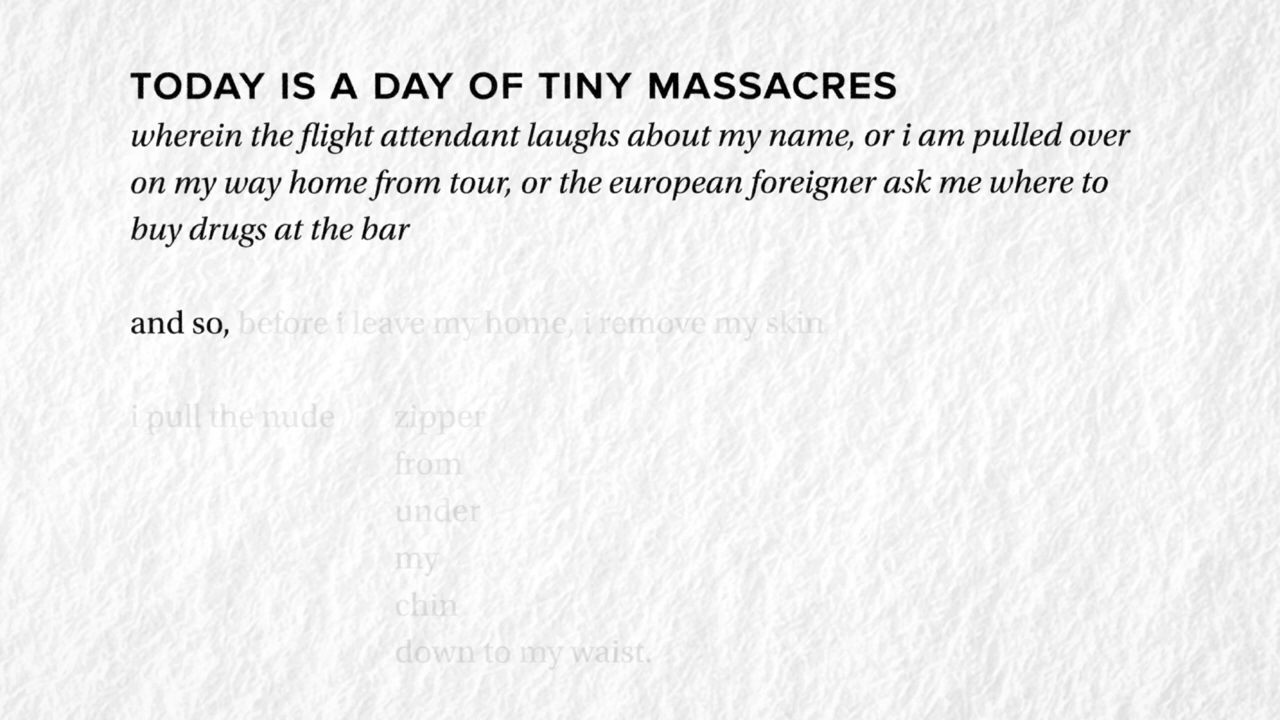 TODAY IS A DAY OF TINY MASSACRES
wherein the flight attendant laughs about my name, or i am pulled over
on my way home from tour, or the european foreigner ask me where to
buy drugs at the bar
and so, before i leave my home, i remove my skin
i pull the nude zipper
from
under
my
chin
down to my waist.